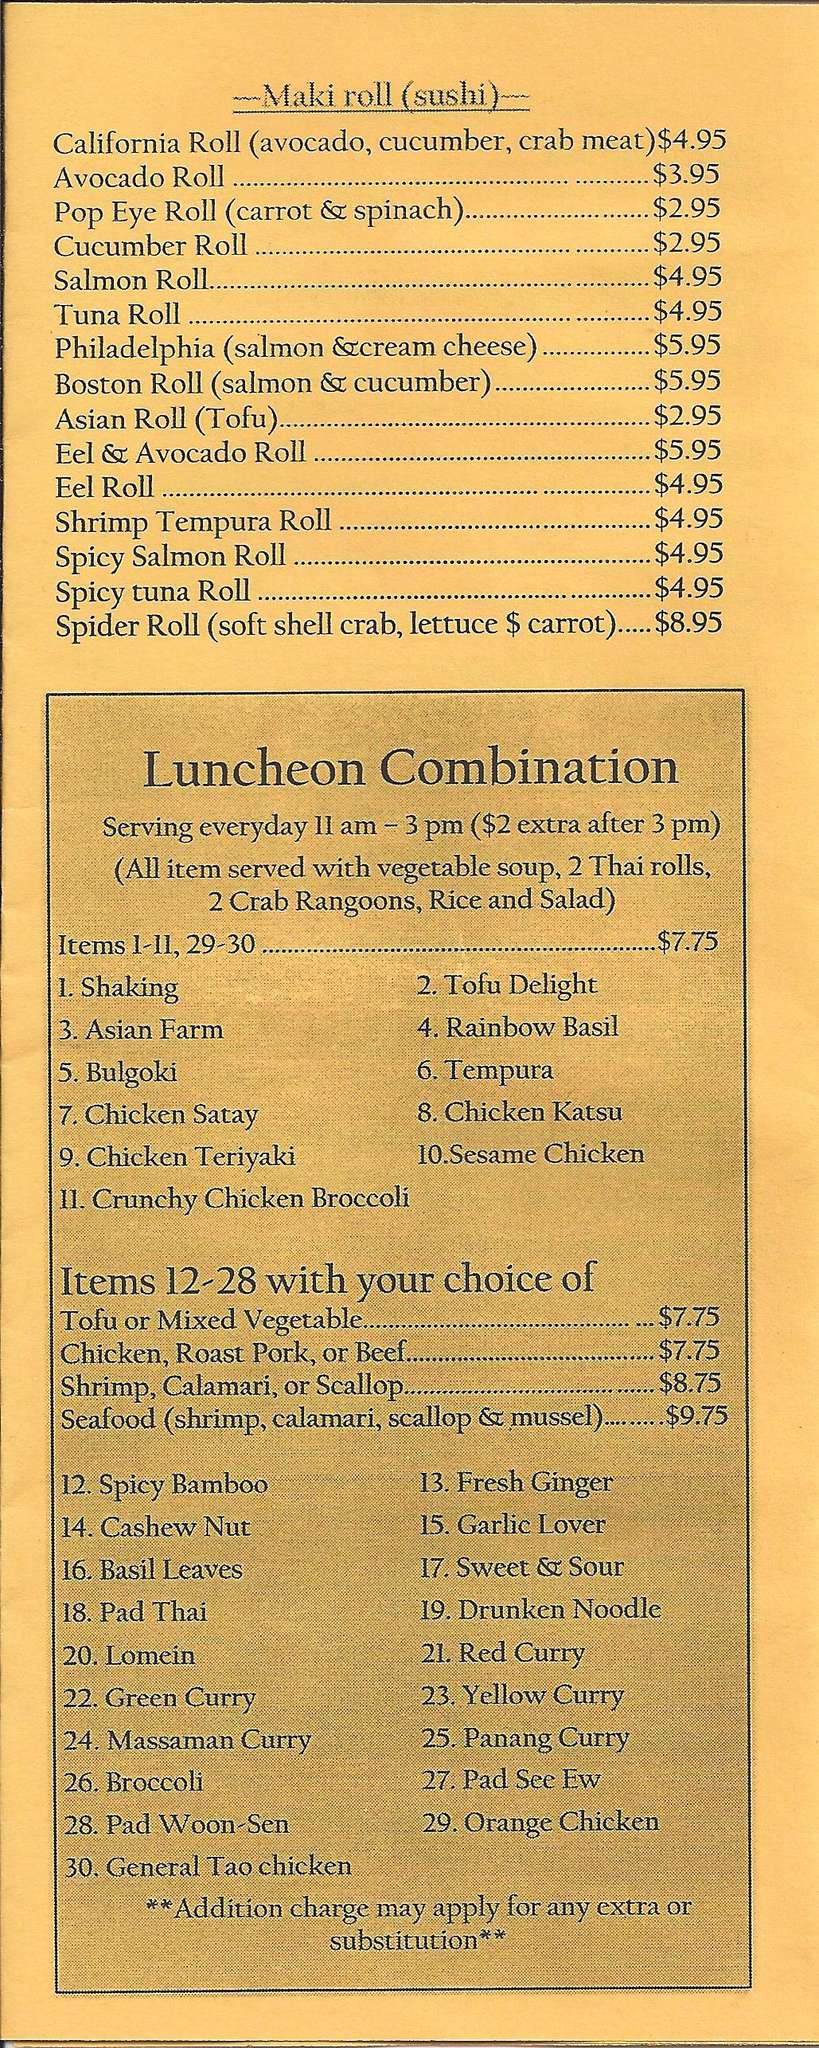 ~~Maki roll (sushi)~~
California Roll (avocado, cucumber, crab meat)$4.95
Avocado Roll ........................................................ ...........$3.95
Pop Eye Roll (carrot & spinach)............................$2.95
Cucumber Roll ........................................................$2.95
Salmon Roll..............................................................$4.95
Tuna Roll .................................................................$4.95
Philadelphia (salmon &cream cheese) ................$5.95
Boston Roll (salmon & cucumber).......................$5.95
Asian Roll (Tofu).....................................................$2.95
Eel & Avocado Roll ................................................$5.95
Eel Roll .....................................................................$4.95
Shrimp Tempura Roll .............................................$4.95
Spicy Salmon Roll ...................................................$4.95
Spicy tuna Roll ........................................................$4.95
Spider Roll (soft shell crab, lettuce $ carrot).....$8.95
Luncheon Combination
Serving everyday 11 am – 3 pm ($2 extra after 3 pm)
(All item served with vegetable soup, 2 Thai rolls,
2 Crab Rangoons, Rice and Salad)
Items 1-11, 29-30 .......................................................$7.75
1. Shaking 2. Tofu Delight
3. Asian Farm 4. Rainbow Basil
5. Bulgoki 6. Tempura
7. Chicken Satay 8. Chicken Katsu
9. Chicken Teriyaki 10.Sesame Chicken
11. Crunchy Chicken Broccoli
Items 12-28 with your choice of
Tofu or Mixed Vegetable........................................ ...$7.75
Chicken, Roast Pork, or Beef....................................$7.75
Shrimp, Calamari, or Scallop....................................$8.75
Seafood (shrimp, calamari, scallop & mussel).........$9.75
12. Spicy Bamboo 13. Fresh Ginger
14. Cashew Nut 15. Garlic Lover
16. Basil Leaves 17. Sweet & Sour
18. Pad Thai 19. Drunken Noodle
20. Lomein 21. Red Curry
22. Green Curry 23. Yellow Curry
24. Massaman Curry 25. Panang Curry
26. Broccoli 27. Pad See Ew
28. Pad Woon-Sen 29. Orange Chicken
30. General Tao chicken
**Addition charge may apply for any extra or
substitution**